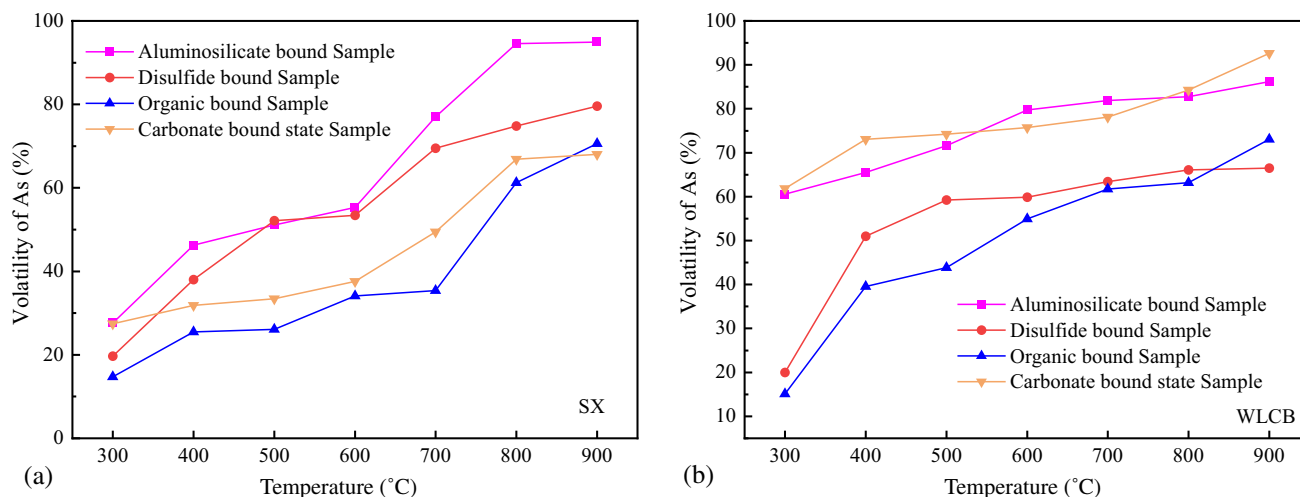 100
80
60
40
20
0
Volatility of As (%)
Aluminosilicate bound Sample
Disulfide bound Sample
Organic bound Sample
Carbonate bound state Sample
SX
300 400 500 600 700 800 900
(a)
Temperature (˚C)
100
90
80
70
60
50
40
30
20
10
Volatility of As (%)
Aluminosilicate bound Sample
Disulfide bound Sample
Organic bound Sample
Carbonate bound state Sample
WLCB
300 400 500 600 700 800 900
(b)
Temperature (˚C)